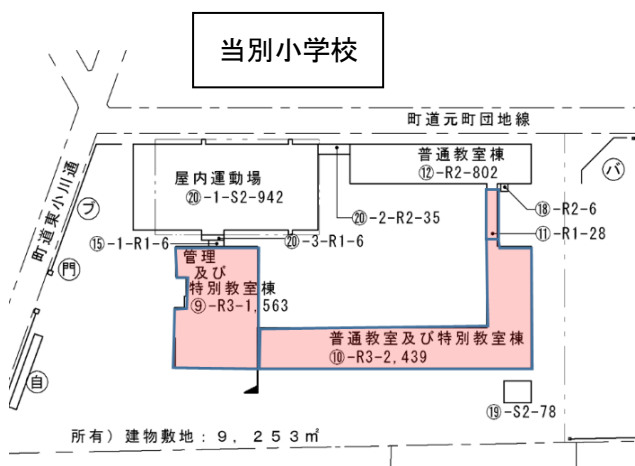 当別小学校
町道元町団地線
町道東小川通
普通教室棟
⑫-R2-802
バ
屋内運動場
⑳-1-S2-942
⑱-R2-6
プ
⑳-2-R2-35
⑪-R1-28
⑮-1-R1-6
⑳-3-R1-6
門
管理
及び
特別教室棟
⑨-R3-1,563
普通教室及び特別教室棟
⑩-R3-2,439
自
⑲-S2-78
所有）建物敷地：9，253㎡